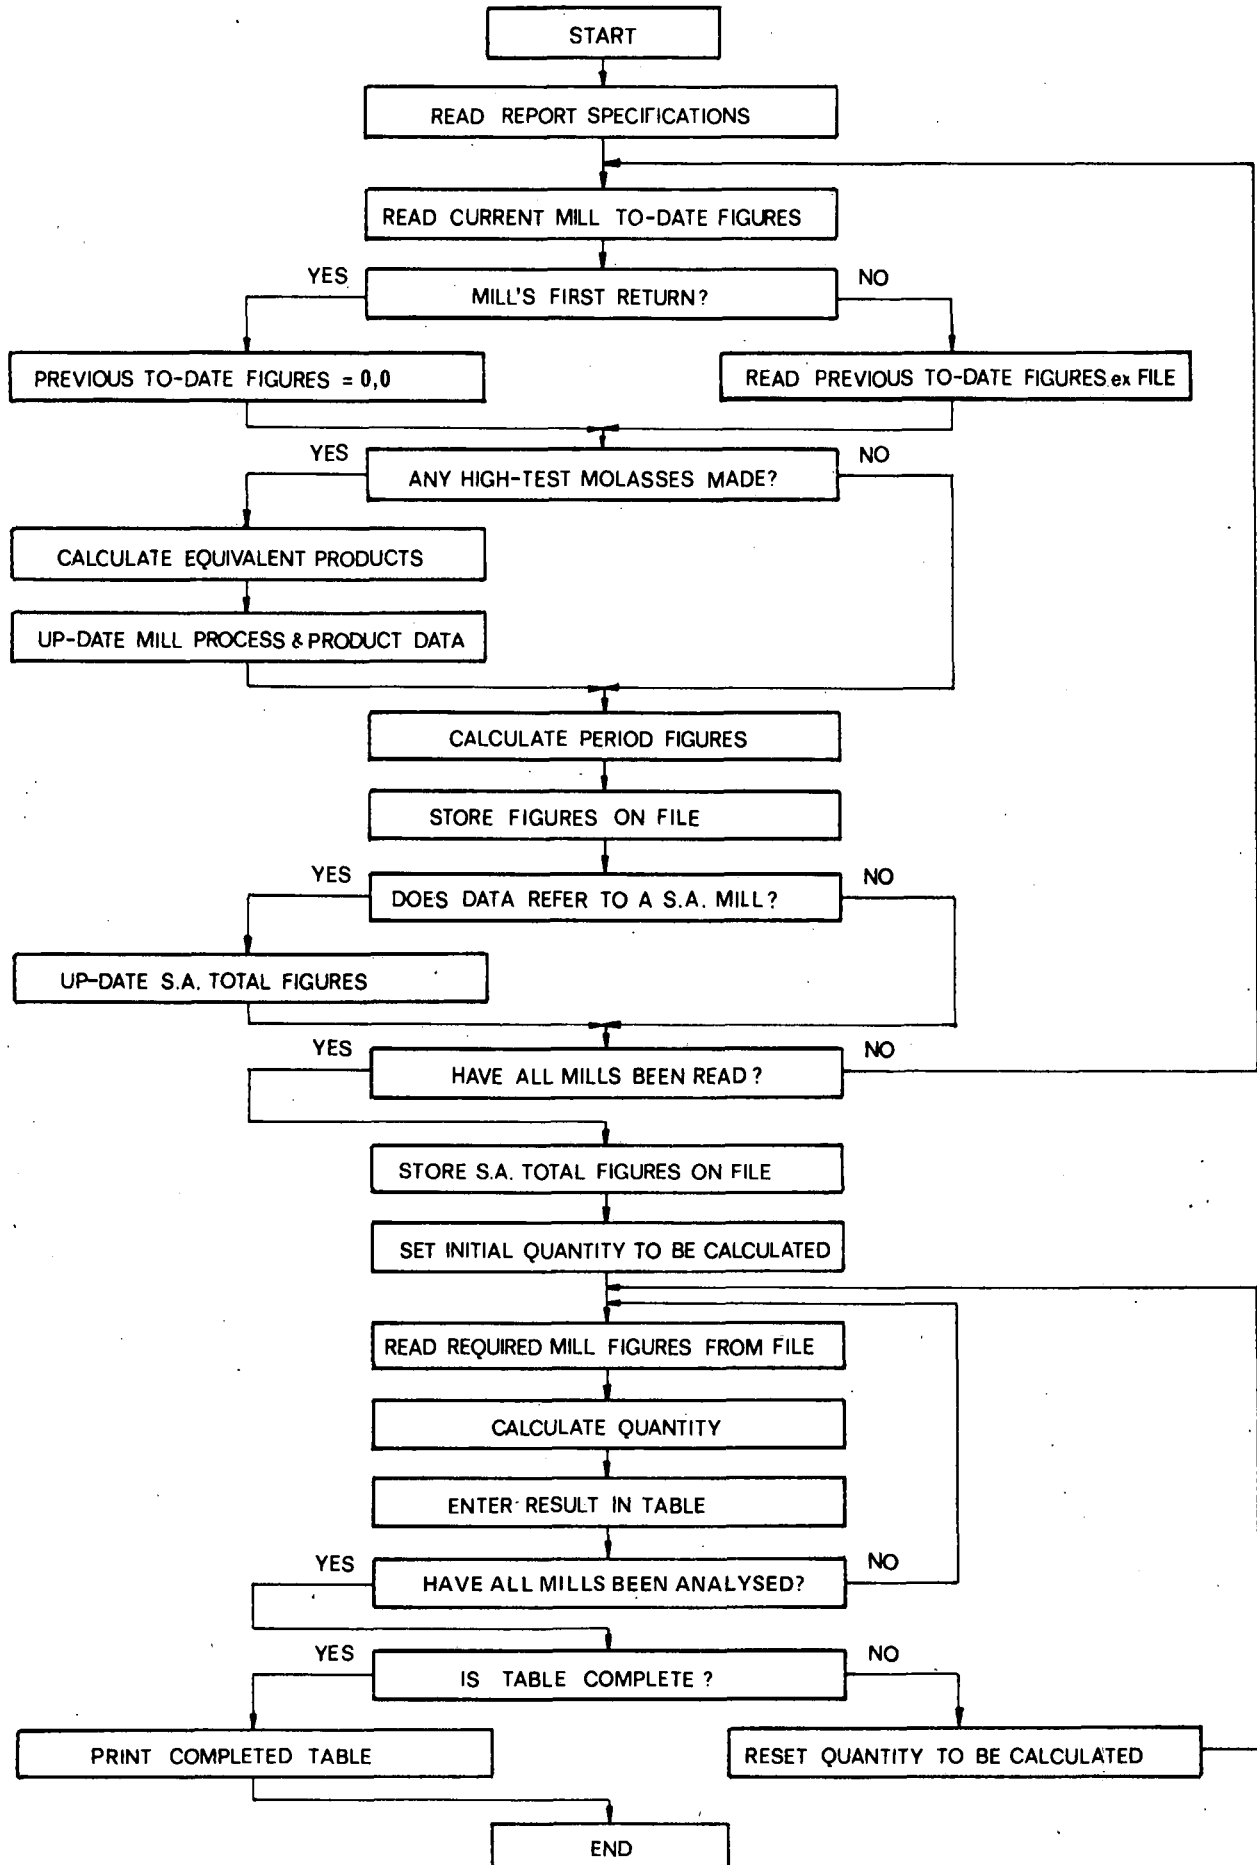 START
READ REPORT SPECIFICATIONS
READ CURRENT MILL TO-DATE FIGURES
YES
NO
MILL'S FIRST RETURN?
PREVIOUS TO-DATE FIGURES = 0,0
READ PREVIOUS TO-DATE FIGURES ex FILE
YES
NO
ANY HIGH-TEST MOLASSES MADE?
CALCULATE EQUIVALENT PRODUCTS
UP-DATE MILL PROCESS & PRODUCT DATA
CALCULATE PERIOD FIGURES
STORE FIGURES ON FILE
YES
NO
DOES DATA REFER TO A S.A. MILL?
UP-DATE S.A. TOTAL FIGURES
YES
NO
HAVE ALL MILLS BEEN READ?
STORE S.A. TOTAL FIGURES ON FILE
SET INITIAL QUANTITY TO BE CALCULATED
READ REQUIRED MILL FIGURES FROM FILE
CALCULATE QUANTITY
ENTER RESULT IN TABLE
YES
NO
HAVE ALL MILLS BEEN ANALYSED?
YES
NO
IS TABLE COMPLETE?
PRINT COMPLETED TABLE
RESET QUANTITY TO BE CALCULATED
END